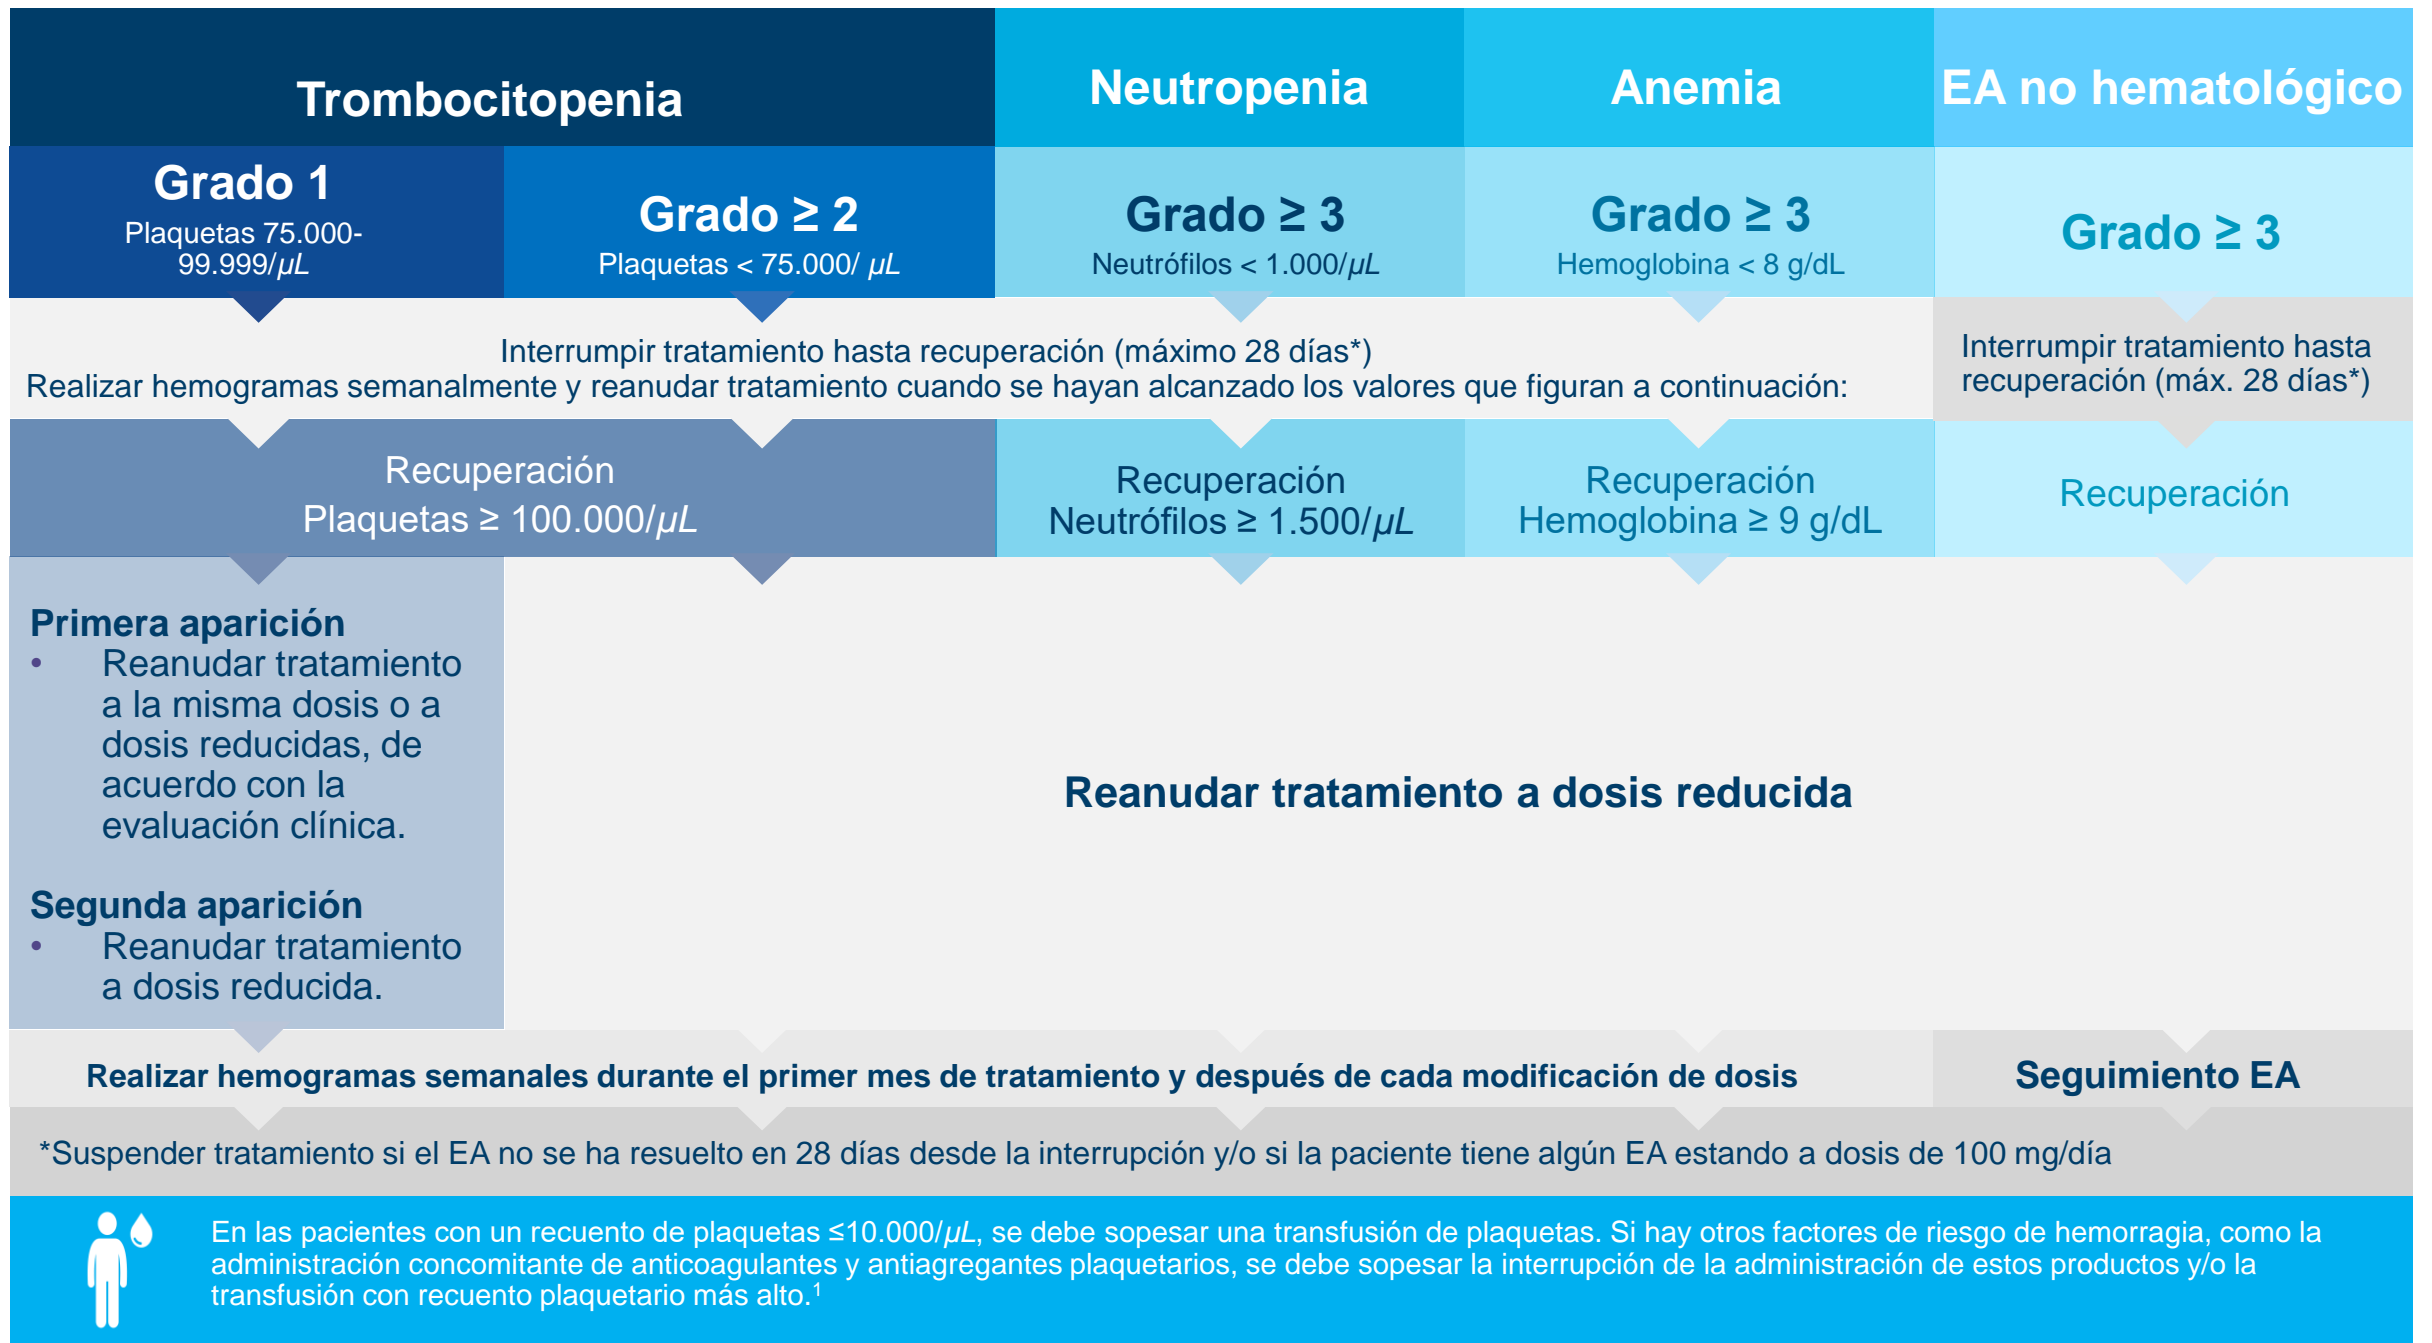 Trombocitopenia
Neutropenia
Anemia
EA no hematológico
Grado 1
Plaquetas 75.000-
99.999/μL
Grado ≥ 2
Plaquetas < 75.000/ μL
Grado ≥ 3
Neutrófilos < 1.000/μL
Grado ≥ 3
Hemoglobina < 8 g/dL
Grado ≥ 3
Interrumpir tratamiento hasta recuperación (máximo 28 días*)
Realizar hemogramas semanalmente y reanudar tratamiento cuando se hayan alcanzado los valores que figuran a continuación:
Interrumpir tratamiento hasta
recuperación (máx. 28 días*)
Recuperación
Plaquetas ≥ 100.000/μL
Recuperación
Neutrófilos ≥ 1.500/μL
Recuperación
Hemoglobina ≥ 9 g/dL
Recuperación
Primera aparición
• Reanudar tratamiento
a la misma dosis o a
dosis reducidas, de
acuerdo con la
evaluación clínica.
Segunda aparición
• Reanudar tratamiento
a dosis reducida.
Reanudar tratamiento a dosis reducida
Realizar hemogramas semanales durante el primer mes de tratamiento y después de cada modificación de dosis
Seguimiento EA
*Suspender tratamiento si el EA no se ha resuelto en 28 días desde la interrupción y/o si la paciente tiene algún EA estando a dosis de 100 mg/día
En las pacientes con un recuento de plaquetas ≤10.000/μL, se debe sopesar una transfusión de plaquetas. Si hay otros factores de riesgo de hemorragia, como la
administración concomitante de anticoagulantes y antiagregantes plaquetarios, se debe sopesar la interrupción de la administración de estos productos y/o la
transfusión con recuento plaquetario más alto.1